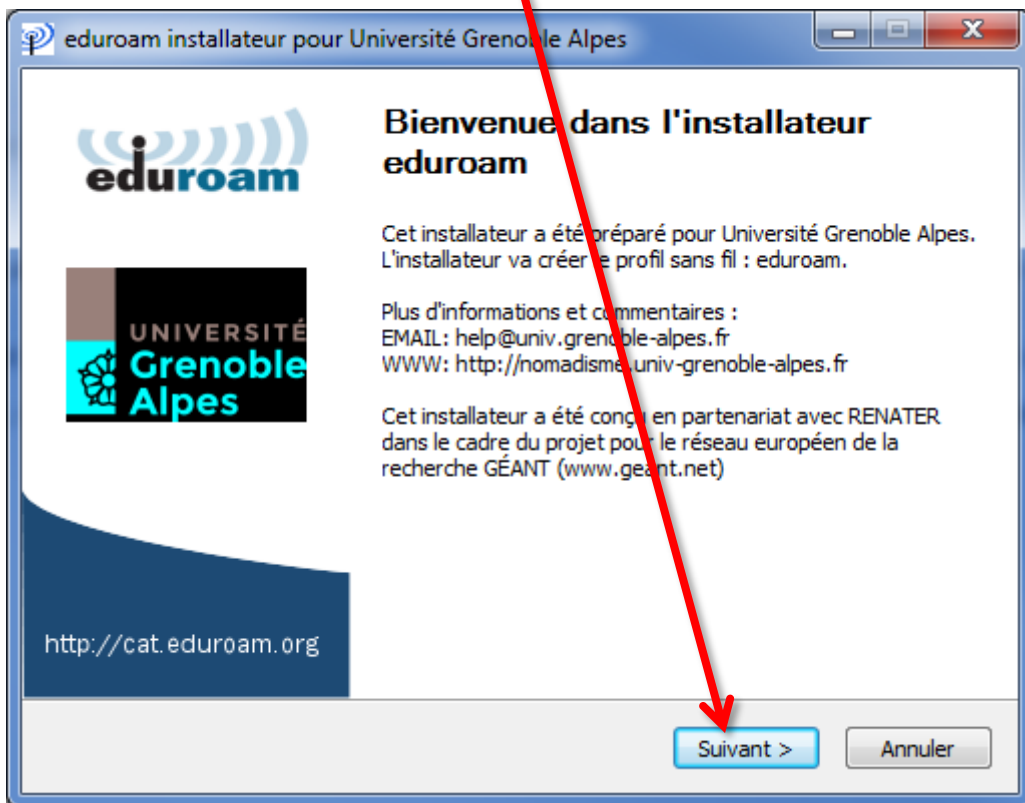 eduroam installateur pour Université Grenoble Alpes
eduroam
Bienvenue dans l'installateur
eduroam
Cet installateur a été préparé pour Université Grenoble Alpes.
L'installateur va créer le profil sans fil : eduroam.
Plus d'informations et commentaires :
EMAIL: help@univ.grenoble-alpes.fr
WWW: http://nomadisme.univ-grenoble-alpes.fr
Cet installateur a été conçu en partenariat avec RENATER
dans le cadre du projet pour le réseau européen de la
recherche GÉANT (www.geant.net)
UNIVERSITÉ
Grenoble
Alpes
http://cat.eduroam.org
Suivant >
Annuler